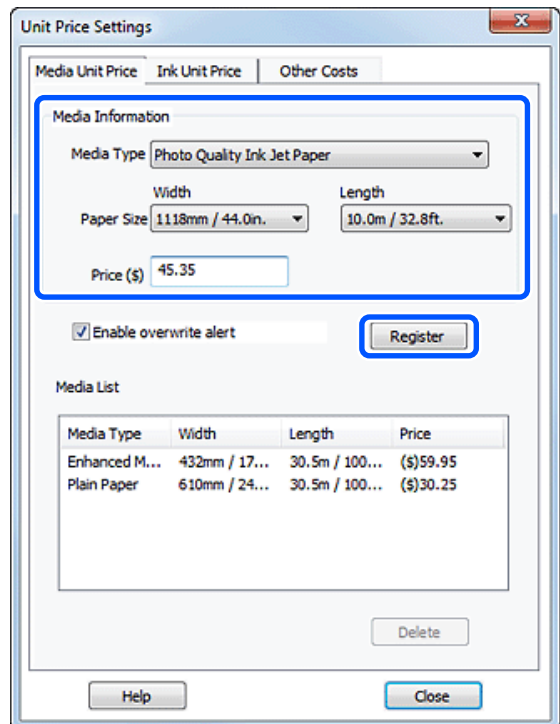 Unit Price Settings
Media Unit Price Ink Unit Price Other Costs
Media Information
Media Type Photo Quality Ink Jet Paper
Width Length
Paper Size 1118mm / 44.0in. 10.0m / 32.8ft.
Price ($) 45.35
Enable overwrite alert Register
Media List
Media Type Width Length Price
Enhanced M... 432mm / 17... 30.5m / 100... ($)59.95
Plain Paper 610mm / 24... 30.5m / 100... ($)30.25
Delete
Help Close